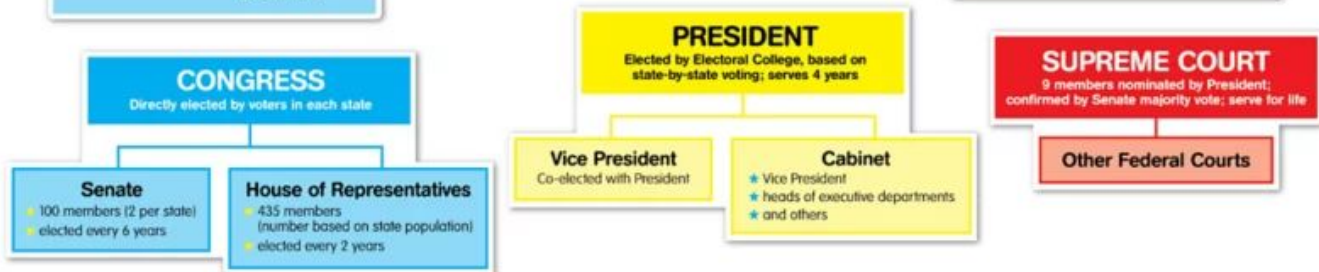 CONGRESS
Directly elected by voters in each state
Senate
100 members (2 per state)
elected every 6 years
House of Representatives
435 members
(number based on state population)
elected every 2 years
PRESIDENT
Elected by Electoral College, based on
state-by-state voting; serves 4 years
Vice President
Co-elected with President
Cabinet
Vice President
heads of executive departments
and others
SUPREME COURT
9 members nominated by President;
confirmed by Senate majority vote; serve for life
Other Federal Courts